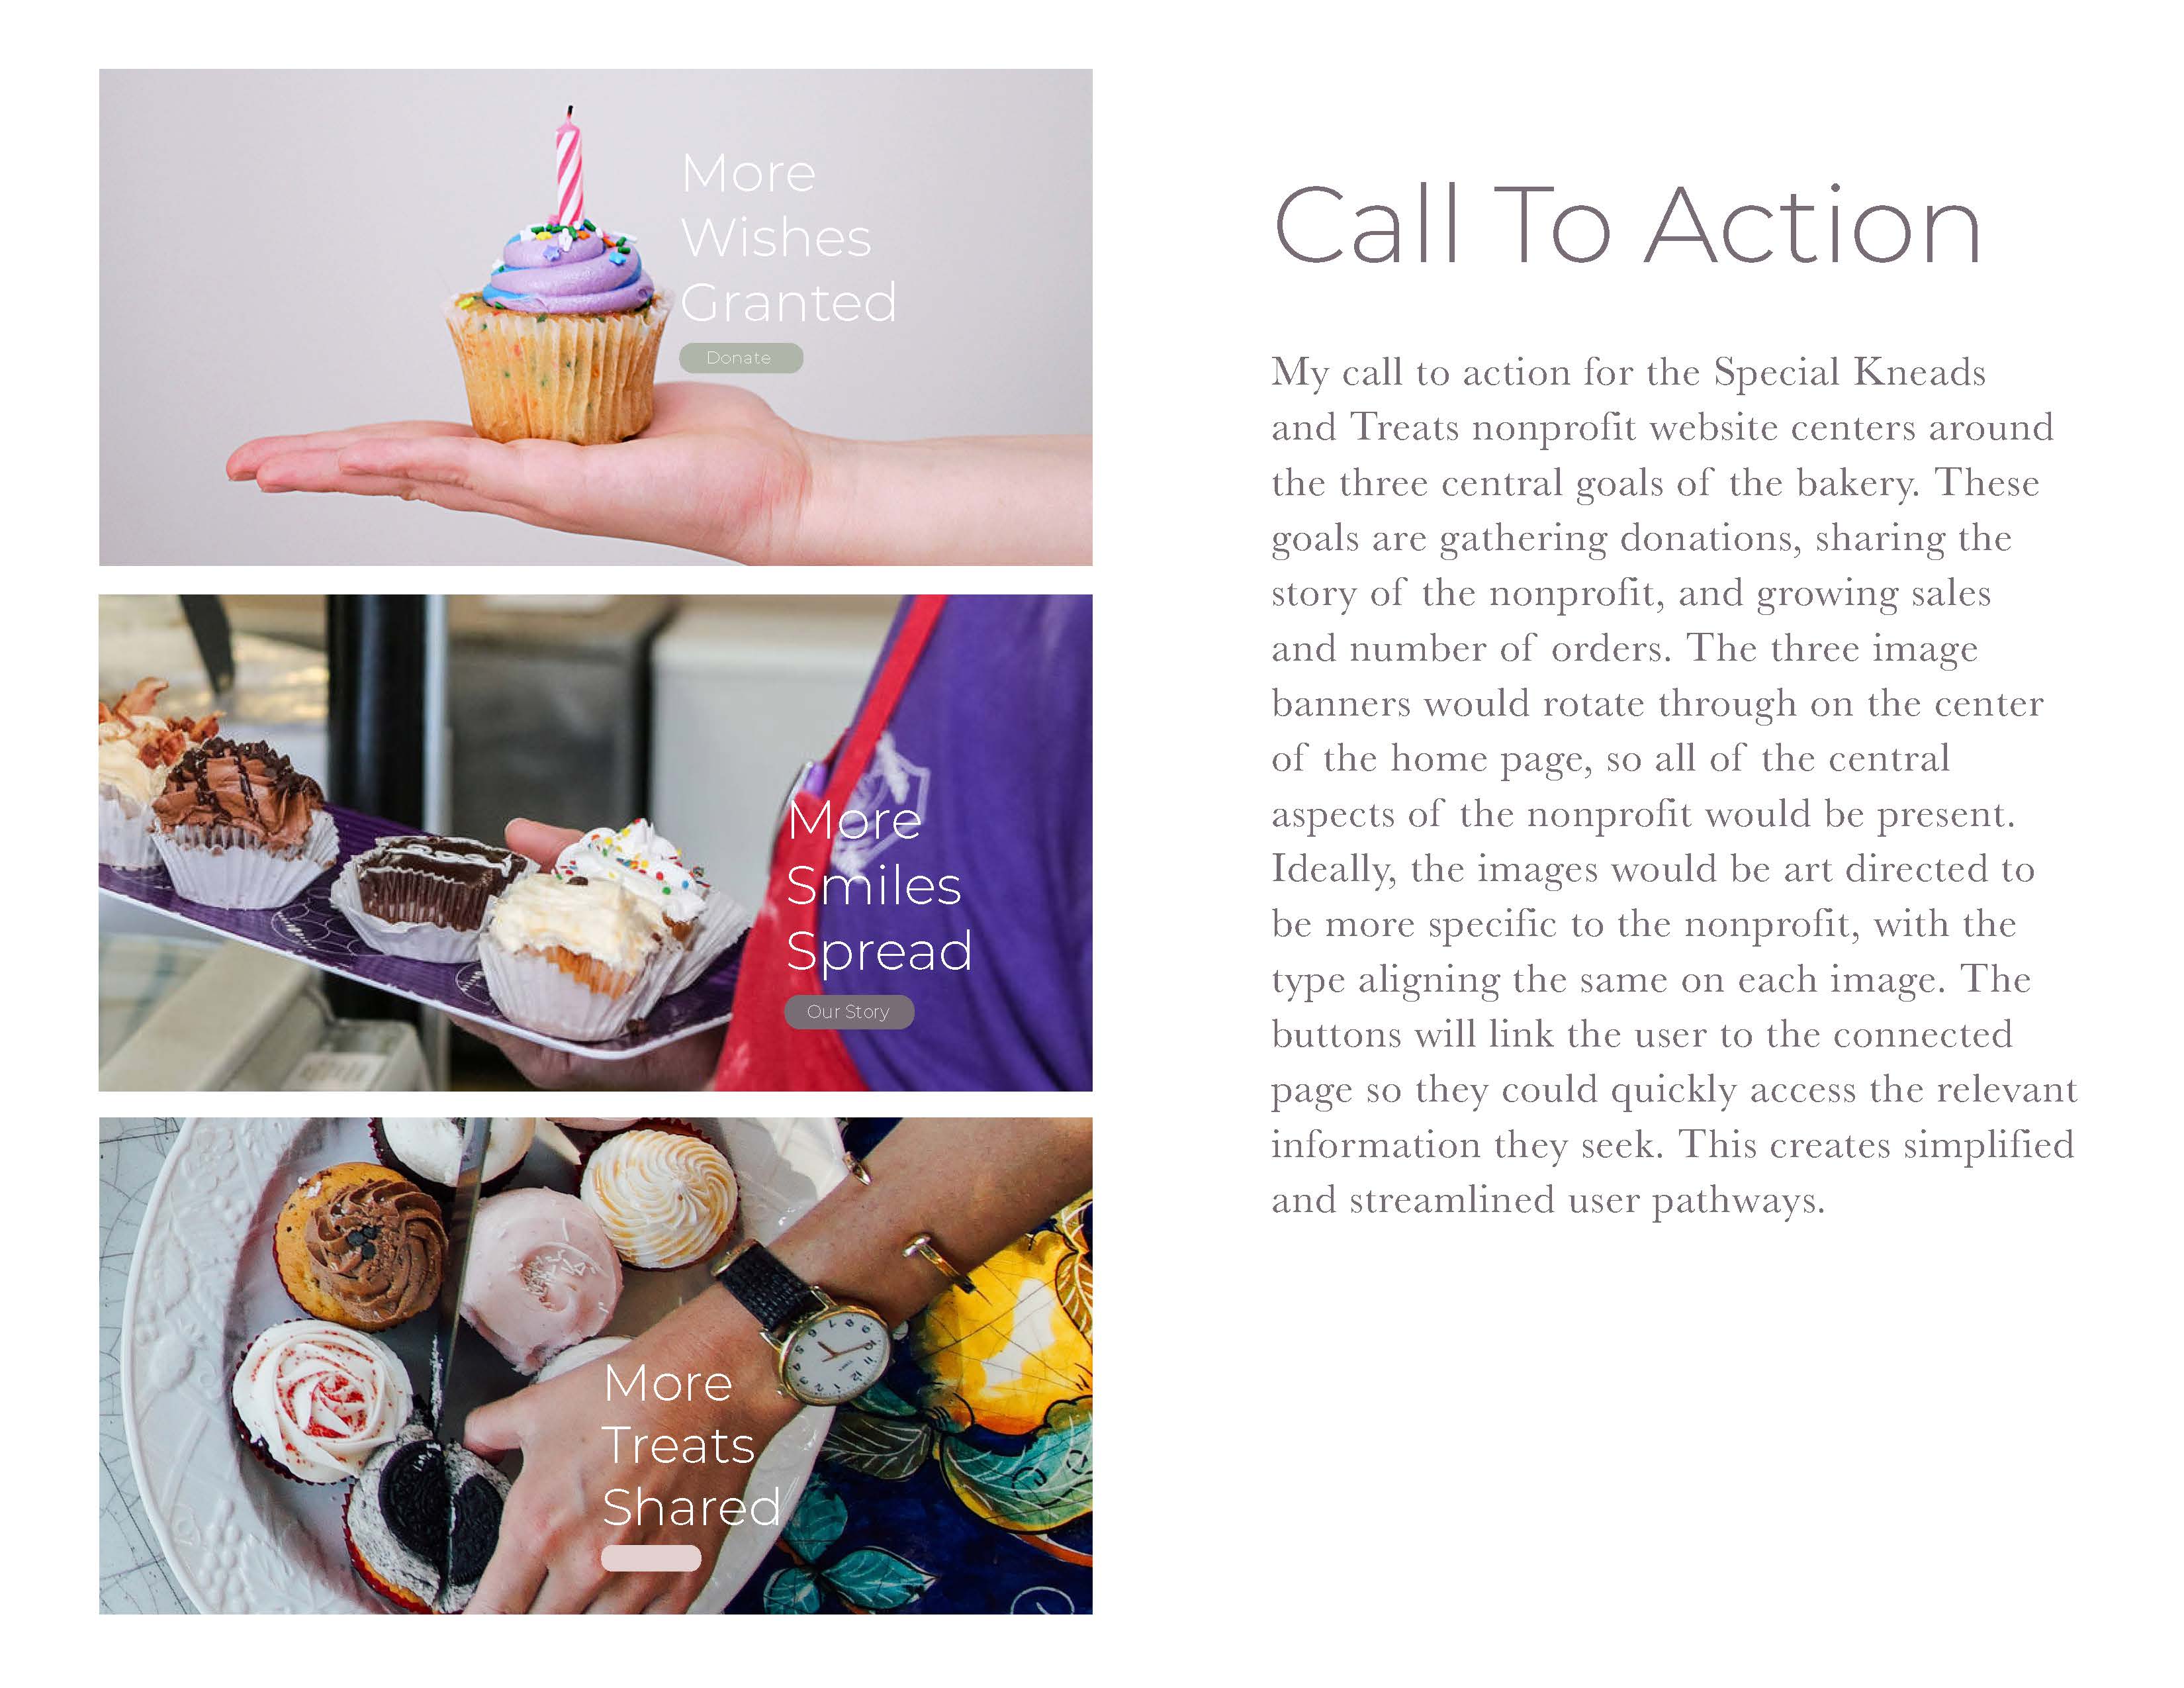 More
Wishes
Granted
Donate
More
Smiles
Spread
Our Story
More
Treats
Shared
Call To Action
My call to action for the Special Kneads
and Treats nonprofit website centers around
the three central goals of the bakery. These
goals are gathering donations, sharing the
story of the nonprofit, and growing sales
and number of orders. The three image
banners would rotate through on the center
of the home page, so all of the central
aspects of the nonprofit would be present.
Ideally, the images would be art directed to
be more specific to the nonprofit, with the
type aligning the same on each image. The
buttons will link the user to the connected
page so they could quickly access the relevant
information they seek. This creates simplified
and streamlined user pathways.